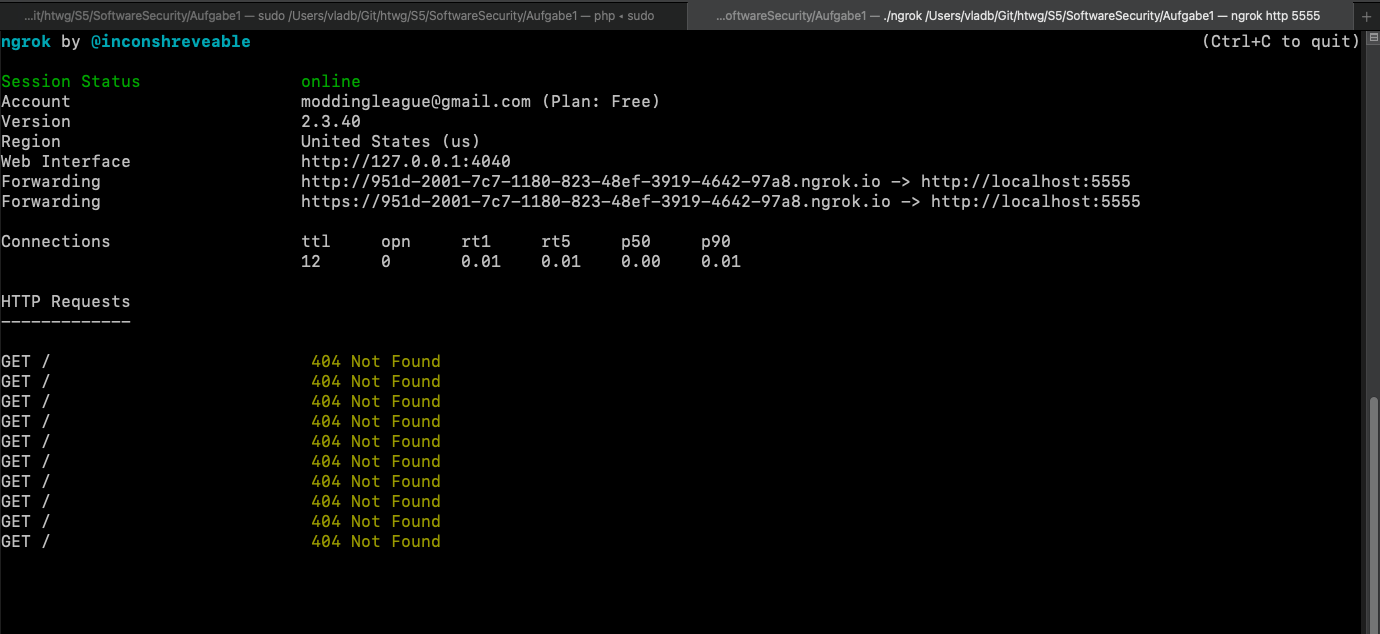 ...it/htwg/S5/SoftwareSecurity/Aufgabe1 — sudo /Users/vladb/Git/htwg/S5/SoftwareSecurity/Aufgabe1 — php ◂ sudo
...oftwareSecurity/Aufgabe1 — ./ngrok /Users/vladb/Git/htwg/S5/SoftwareSecurity/Aufgabe1 — ngrok http 5555
ngrok by @inconshreveable (Ctrl+C to quit)
Session Status online
Account moddingleague@gmail.com (Plan: Free)
Version 2.3.40
Region United States (us)
Web Interface http://127.0.0.1:4040
Forwarding http://951d-2001-7c7-1180-823-48ef-3919-4642-97a8.ngrok.io -> http://localhost:5555
Forwarding https://951d-2001-7c7-1180-823-48ef-3919-4642-97a8.ngrok.io -> http://localhost:5555
Connections ttl opn rt1 rt5 p50 p90
12 0 0.01 0.01 0.00 0.01
HTTP Requests
-------------
GET / 404 Not Found
GET / 404 Not Found
GET / 404 Not Found
GET / 404 Not Found
GET / 404 Not Found
GET / 404 Not Found
GET / 404 Not Found
GET / 404 Not Found
GET / 404 Not Found
GET / 404 Not Found